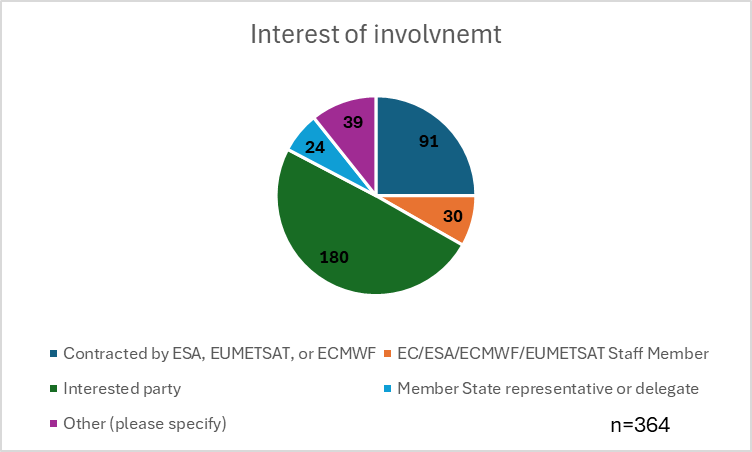 Interest of involvnemt
39
91
24
30
180
Contracted by ESA, EUMETSAT, or ECMWF
EC/ESA/ECMWF/EUMETSAT Staff Member
Interested party
Member State representative or delegate
Other (please specify)
n=364